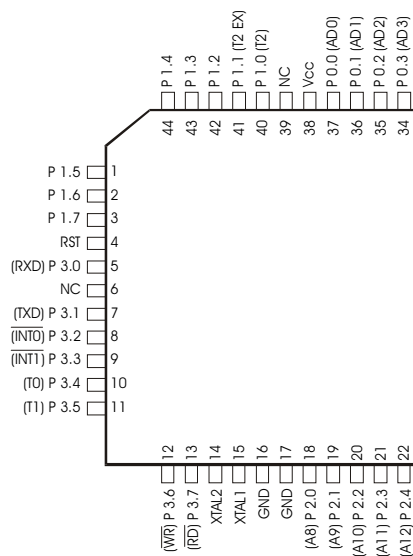 P 1.4
P 1.3
P 1.2
P 1.1 (T2 EX)
P 1.0 (T2)
NC
Vcc
P 0.0 (AD0)
P 0.1 (AD1)
P 0.2 (AD2)
P 0.3 (AD3)
44
43
42
41
40
39
38
37
36
35
34
P 1.5 1
P 1.6 2
P 1.7 3
RST 4
(RXD) P 3.0 5
NC 6
(TXD) P 3.1 7
(INT0) P 3.2 8
(INT1) P 3.3 9
(T0) P 3.4 10
(T1) P 3.5 11
12
13
14
15
16
17
18
19
20
21
22
(WR) P 3.6
(RD) P 3.7
XTAL2
XTAL1
GND
GND
(A8) P 2.0
(A9) P 2.1
(A10) P 2.2
(A11) P 2.3
(A12) P 2.4